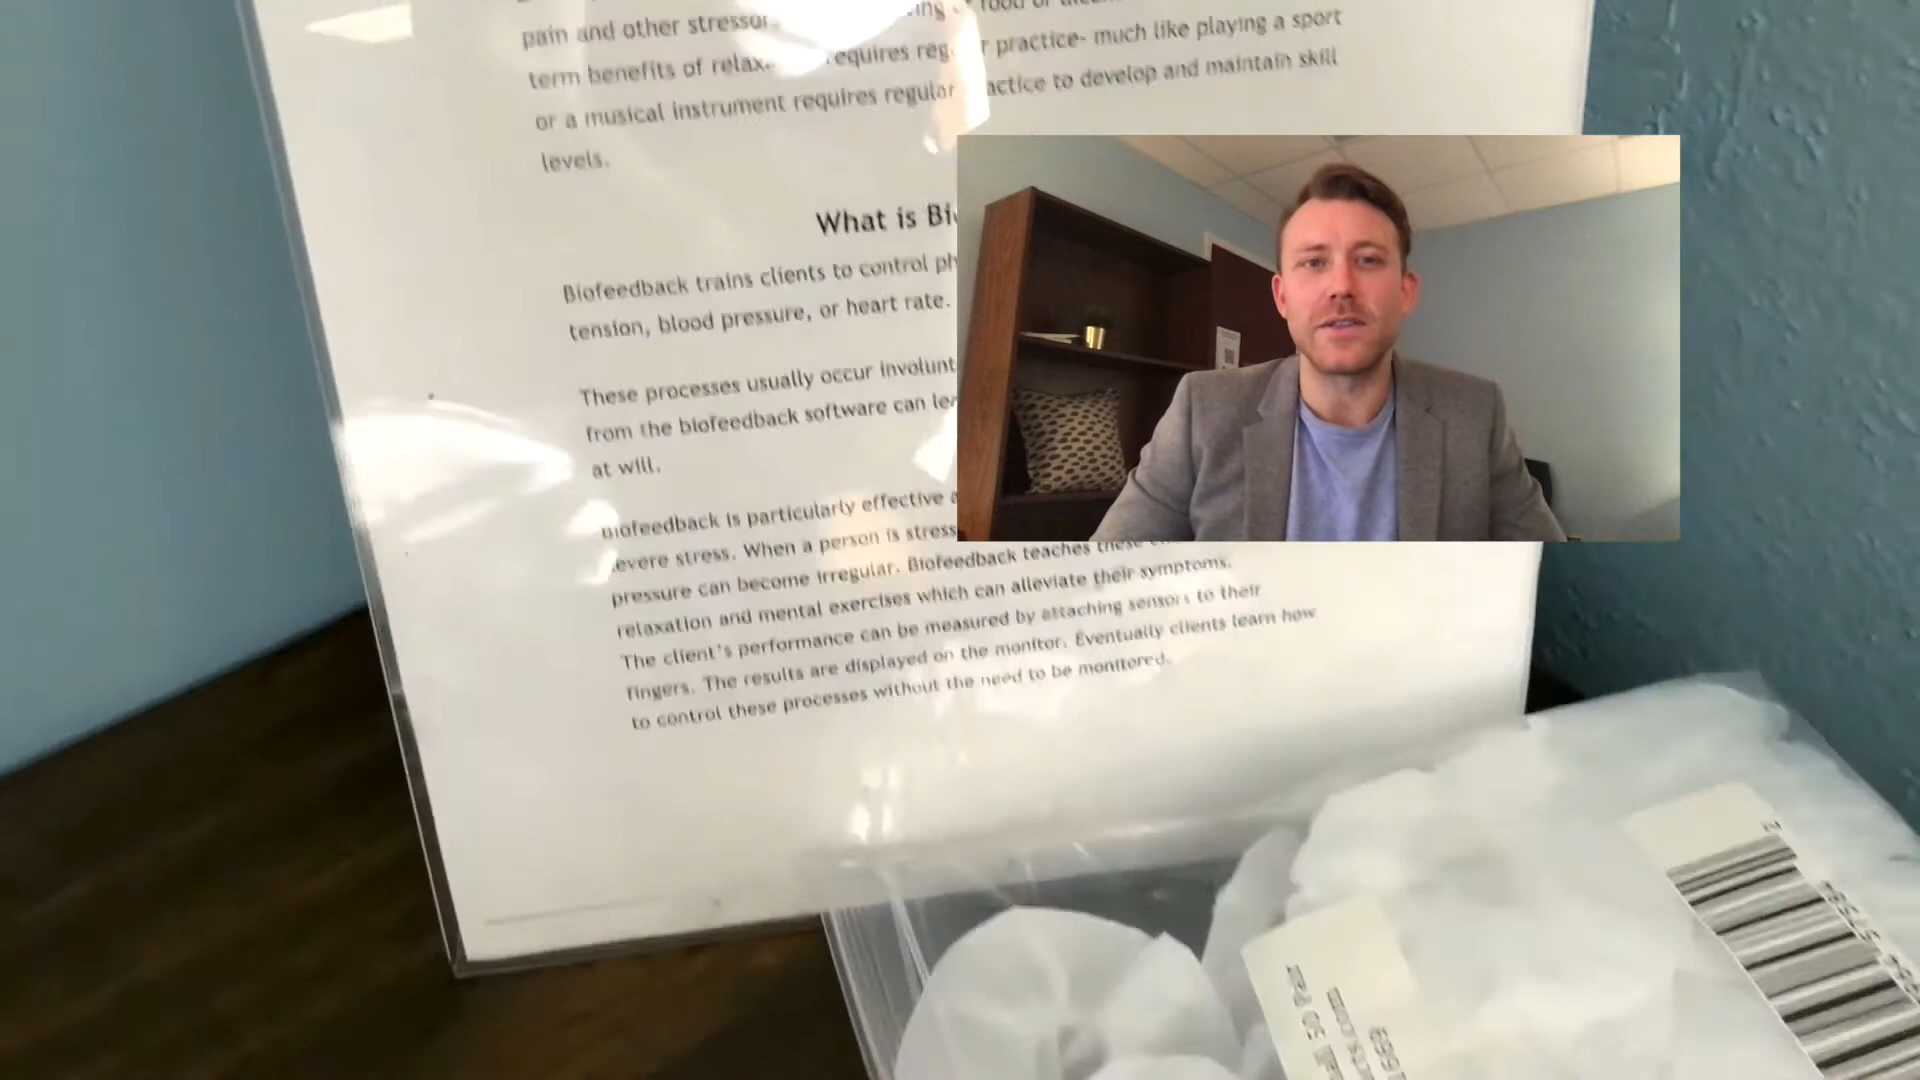 pain and other
term benefits of requires practice- much like playing a sport
or a musical instrument requires regular to develop and maintain skill
levels.
What is
Biofeedback trains clients to control
tension, blood pressure, or heart rate.
These processes usually occur
from the biofeedback software can
at will.
Biofeedback is particularly effective
stress. When a person is
pressure can become irregular. Biofeedback teaches these
relaxation and mental exercises which can alleviate their symptoms.
The client's performance can be measured by attaching sensors to their
fingers. The results are displayed on the monitor. Eventually clients learn how
to control these processes without the need to be monitored.